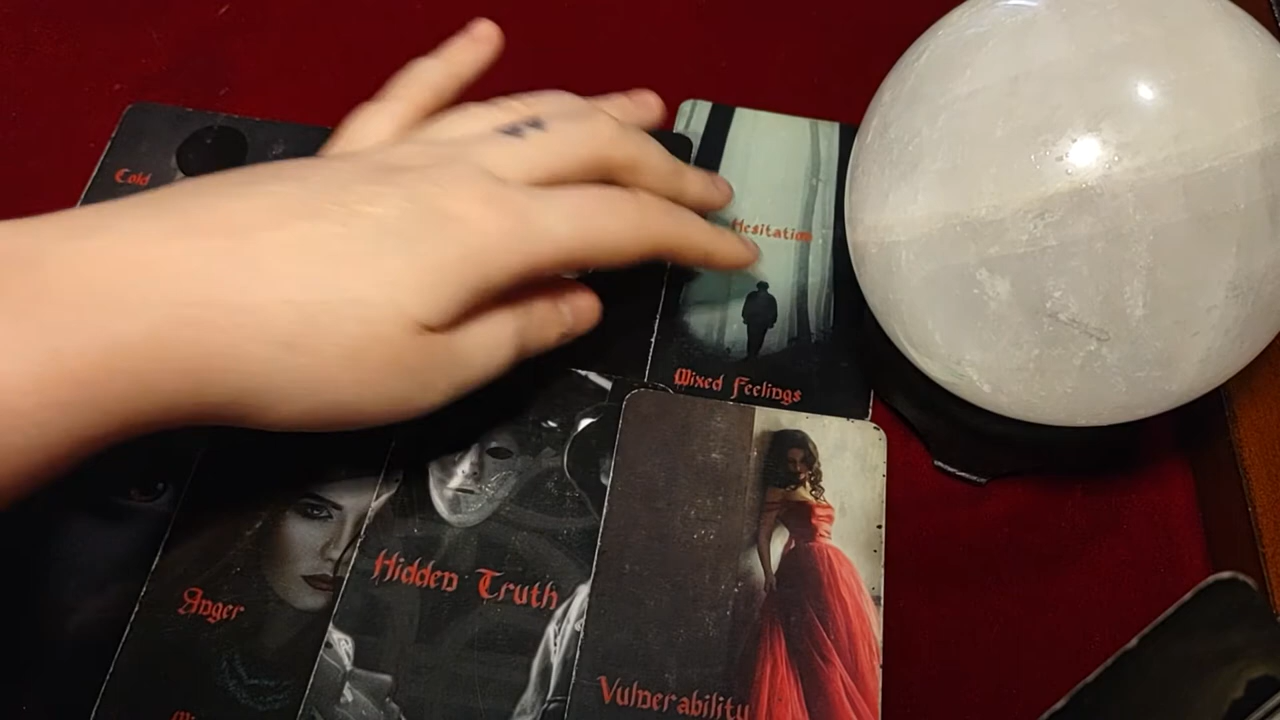 Cold
Hesitation
Mixed Feelings
Hidden Truth
Anger
Vulnerability